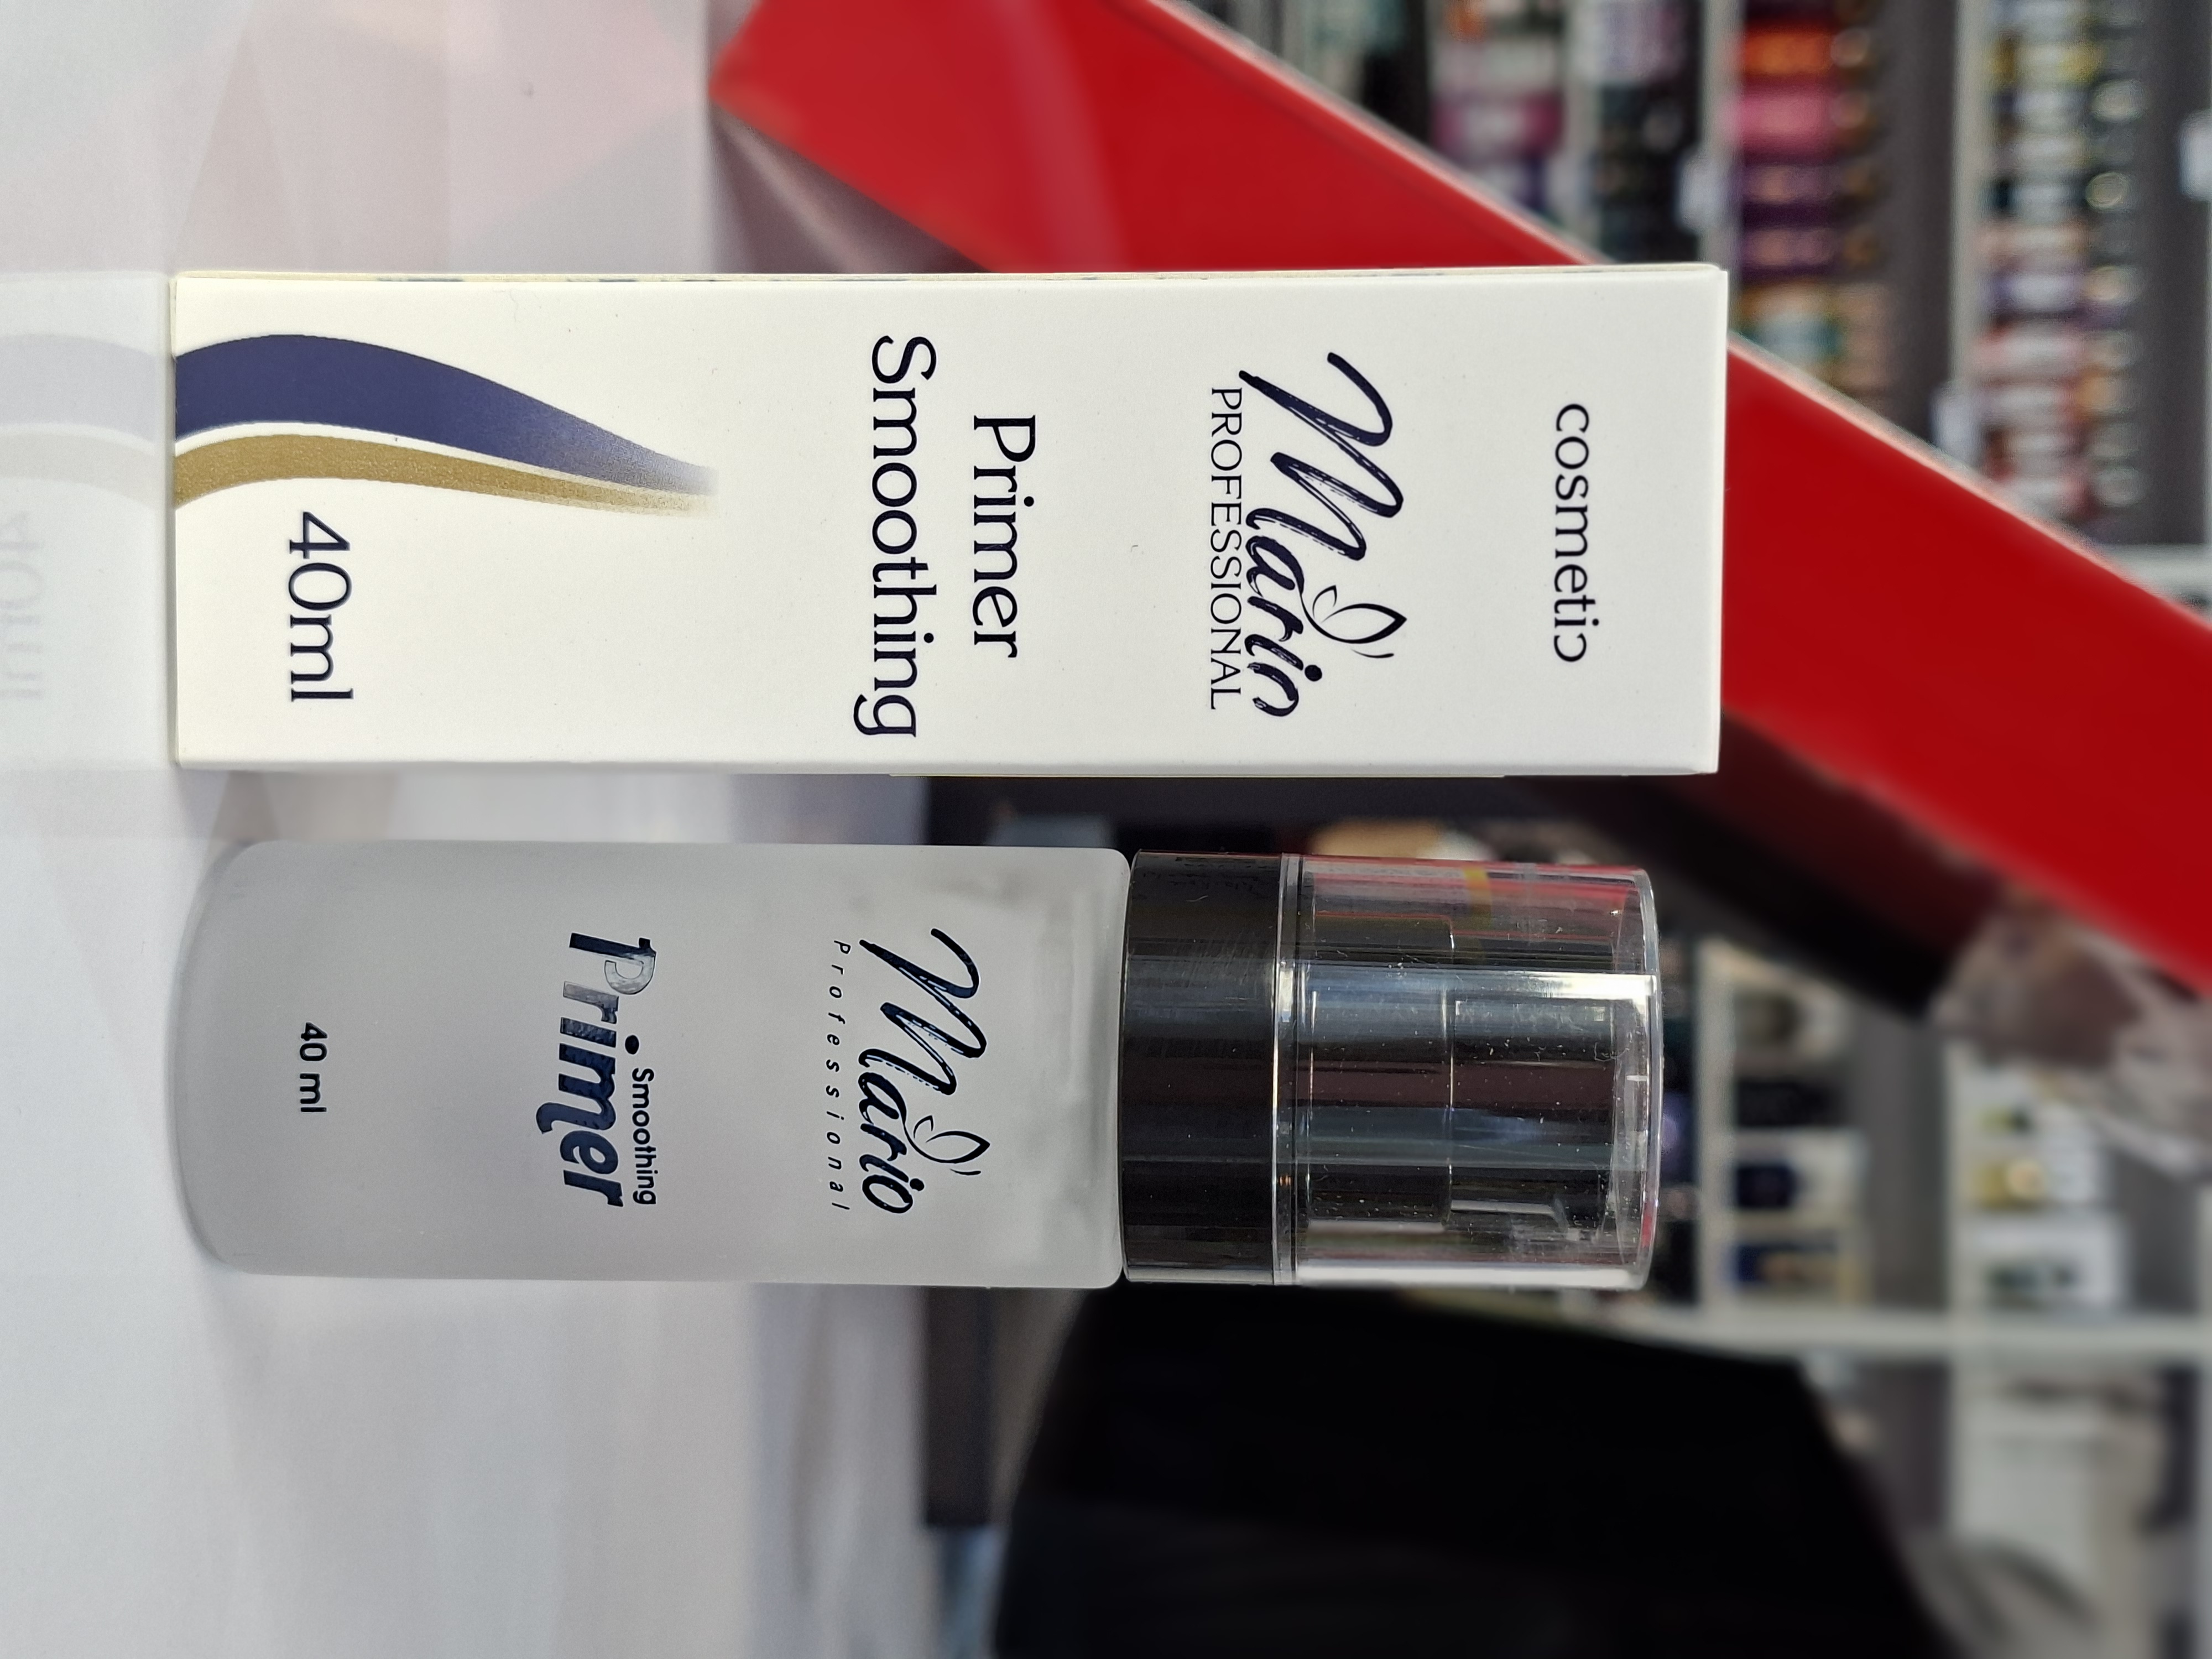 cosmetic
Mario
PROFESSIONAL
Primer
Smoothing
40ml
Mario
Professional
Smoothing
Primer
40 ml